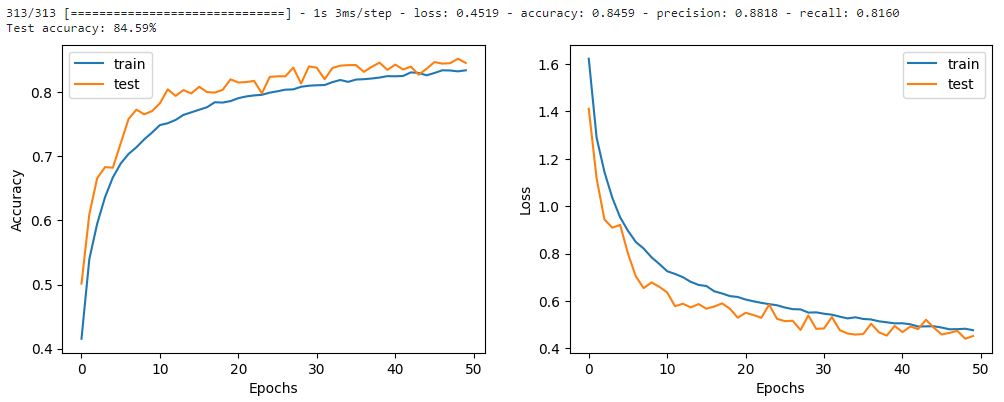 313/313 [==============================] - 1s 3ms/step - loss: 0.4519 - accuracy: 0.8459 - precision: 0.8818 - recall: 0.8160
Test accuracy: 84.59%
train
test
0.8
0.7
0.6
0.5
0.4
Accuracy
0 10 20 30 40 50
Epochs
train
test
1.6
1.4
1.2
1.0
0.8
0.6
0.4
Loss
0 10 20 30 40 50
Epochs